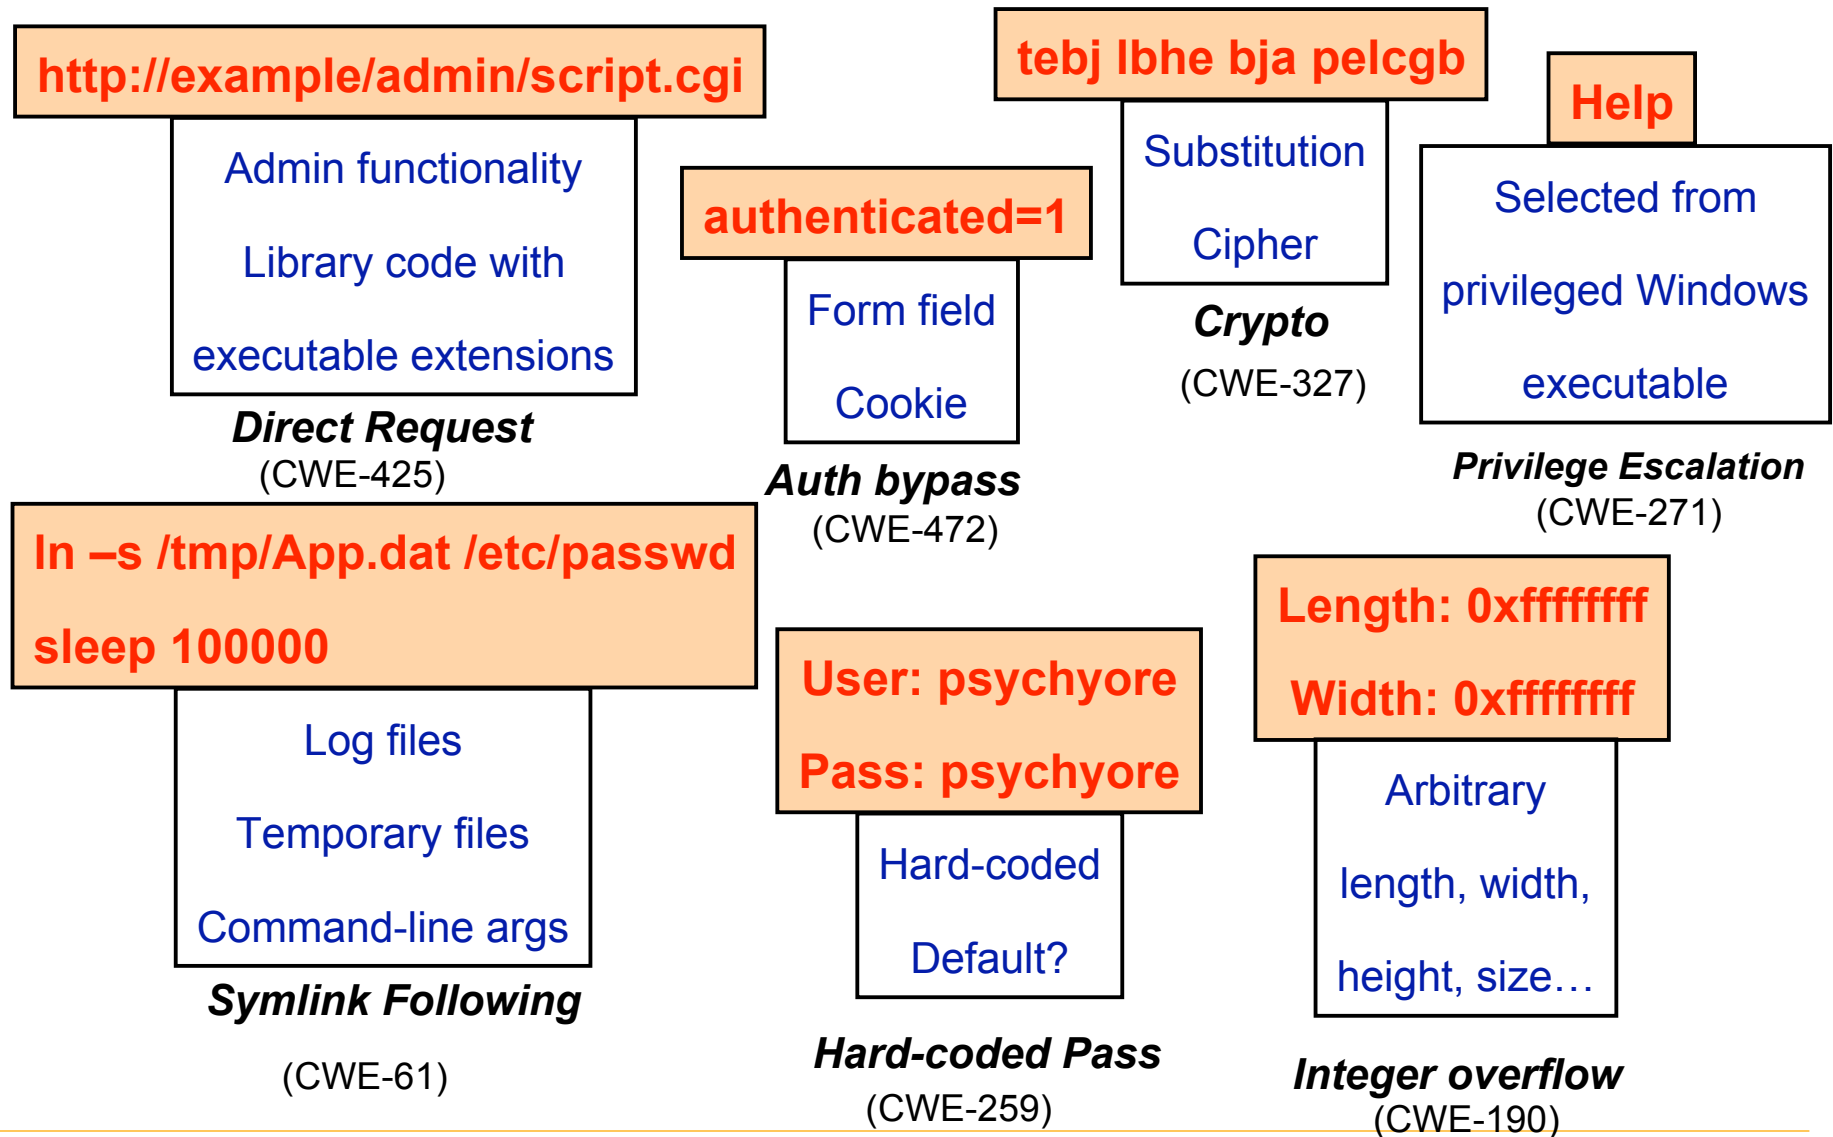 http://example/admin/script.cgi
Admin functionality
Library code with
executable extensions
Direct Request
(CWE-425)
authenticated=1
Form field
Cookie
Auth bypass
(CWE-472)
tebj lbhe bja pelcgb
Substitution
Cipher
Crypto
(CWE-327)
Help
Selected from
privileged Windows
executable
Privilege Escalation
(CWE-271)
ln –s /tmp/App.dat /etc/passwd
sleep 100000
Log files
Temporary files
Command-line args
Symlink Following
(CWE-61)
User: psychyore
Pass: psychyore
Hard-coded
Default?
Hard-coded Pass
(CWE-259)
Length: 0xffffffff
Width: 0xffffffff
Arbitrary
length, width,
height, size…
Integer overflow
(CWE-190)